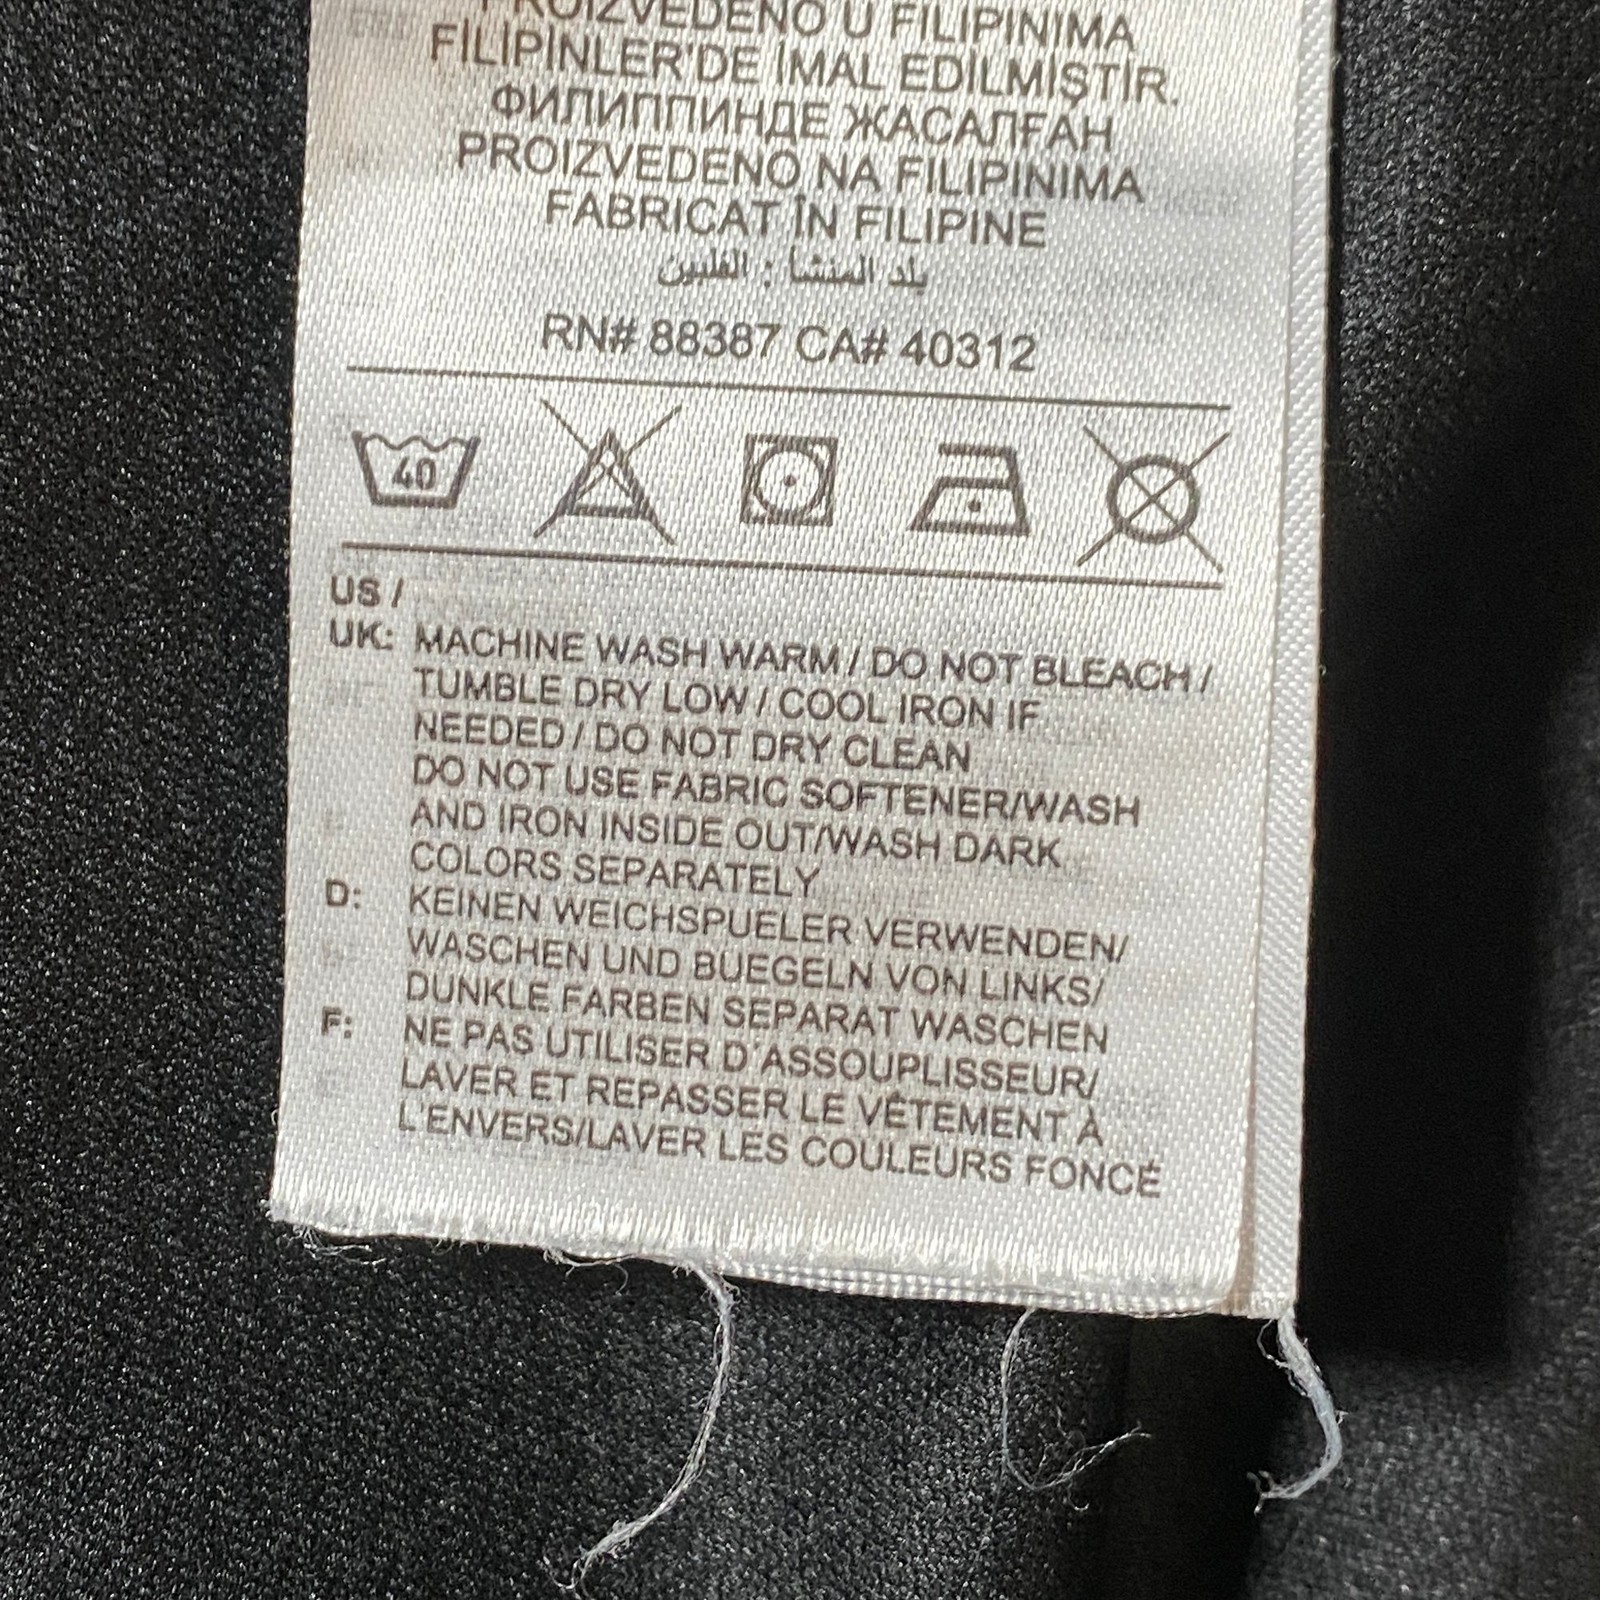 PROIZVEDENO U FILIPINIMA
FİLİPİNLER'DE İMAL EDİLMİŞTİR.
ФИЛИППИНДЕ ЖАСАЛҒАН
PROIZVEDENO NA FILIPINIMA
FABRICAT ÎN FILIPINE
بلد المنشأ : الفلبين
RN# 88387 CA# 40312
40
US /
UK: MACHINE WASH WARM / DO NOT BLEACH /
TUMBLE DRY LOW / COOL IRON IF
NEEDED / DO NOT DRY CLEAN
DO NOT USE FABRIC SOFTENER/WASH
AND IRON INSIDE OUT/WASH DARK
COLORS SEPARATELY
D: KEINEN WEICHSPUELER VERWENDEN/
WASCHEN UND BUEGELN VON LINKS/
DUNKLE FARBEN SEPARAT WASCHEN
F: NE PAS UTILISER D'ASSOUPLISSEUR/
LAVER ET REPASSER LE VÊTEMENT À
L'ENVERS/LAVER LES COULEURS FONCÉ